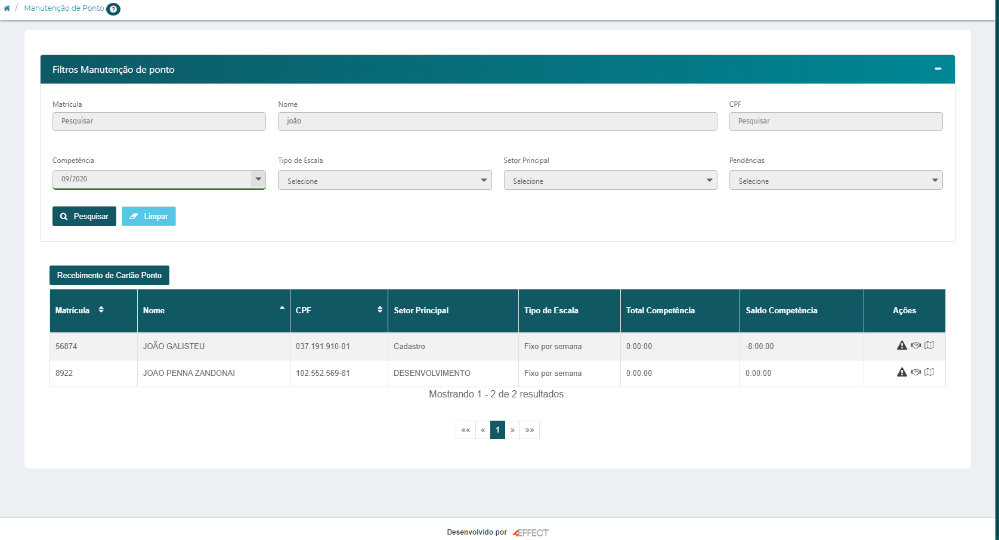 / Manutenção de Ponto ?
Filtros Manutenção de ponto
Matrícula Nome CPF
Pesquisar joão Pesquisar
Competência Tipo de Escala Setor Principal Pendências
09/2020 Selecione Selecione Selecione
Pesquisar Limpar
Recebimento de Cartão Ponto
Matrícula Nome CPF Setor Principal Tipo de Escala Total Competência Saldo Competência Ações
56874 JOÃO GALISTEU 037.191.910-01 Cadastro Fixo por semana 0:00:00 -8:00:00
8922 JOAO PENNA ZANDONAI 102.552.569-81 DESENVOLVIMENTO Fixo por semana 0:00:00 0:00:00
Mostrando 1 - 2 de 2 resultados.
«« « 1 » »»
Desenvolvido por 4EFFECT